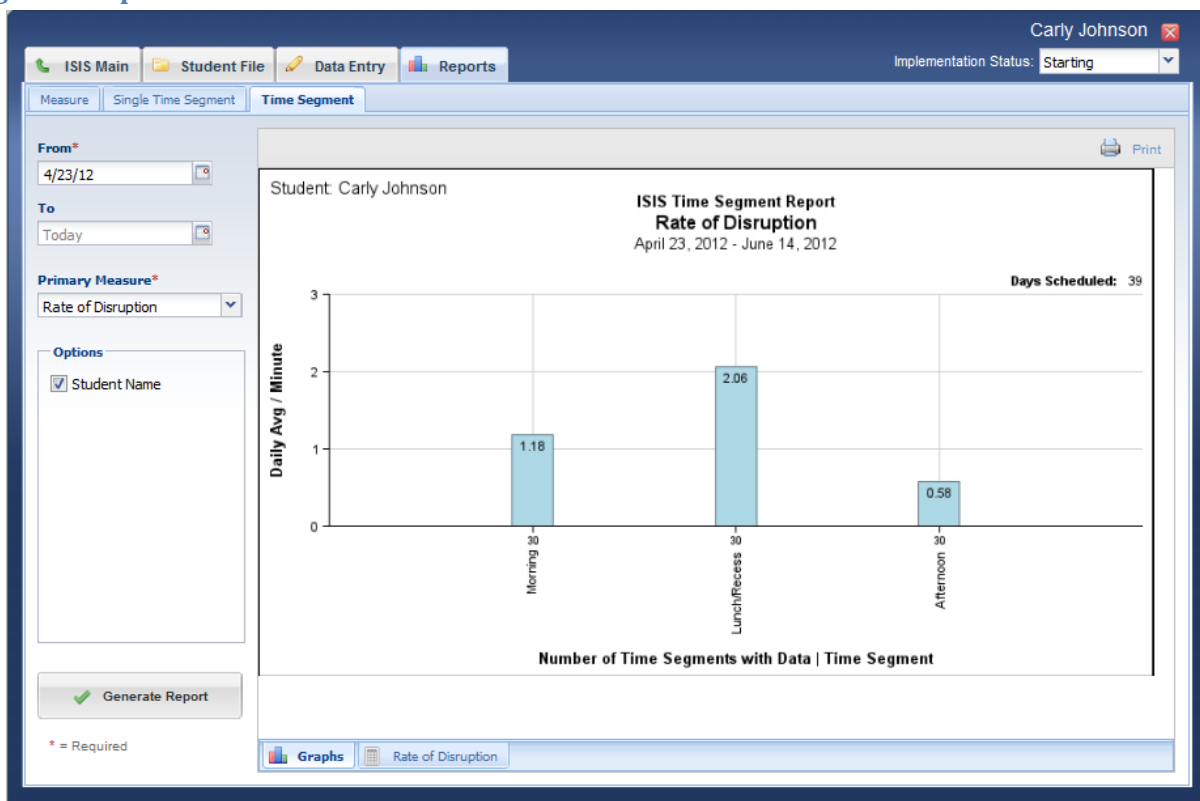 Carly Johnson
ISIS Main Student File Data Entry Reports
Implementation Status: Starting
Measure Single Time Segment Time Segment
From*
4/23/12
To
Today
Primary Measure*
Rate of Disruption
Options
Student Name
Generate Report
* = Required
Print
Student: Carly Johnson
ISIS Time Segment Report
Rate of Disruption
April 23, 2012 - June 14, 2012
Days Scheduled: 39
Daily Avg / Minute
3
2
1
0
1.18
2.06
0.58
30
30
30
Morning
Lunch/Recess
Afternoon
Number of Time Segments with Data | Time Segment
Graphs Rate of Disruption